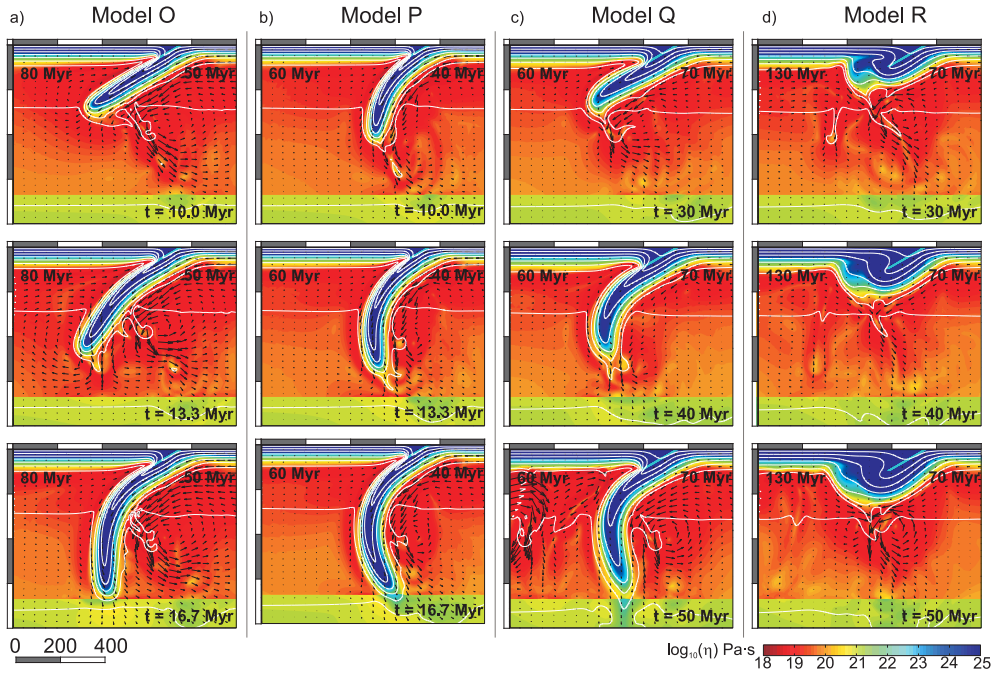 a) Model O b) Model P c) Model Q d) Model R
80 Myr 50 Myr 60 Myr 40 Myr 60 Myr 70 Myr 130 Myr 70 Myr
t = 10.0 Myr t = 10.0 Myr t = 30 Myr t = 30 Myr
80 Myr 50 Myr 60 Myr 40 Myr 60 Myr 70 Myr 130 Myr 70 Myr
t = 13.3 Myr t = 13.3 Myr t = 40 Myr t = 40 Myr
80 Myr 50 Myr 60 Myr 40 Myr 60 Myr 70 Myr 130 Myr 70 Myr
t = 16.7 Myr t = 16.7 Myr t = 50 Myr t = 50 Myr
0 200 400
log₁₀(η) Pa·s
18 19 20 21 22 23 24 25